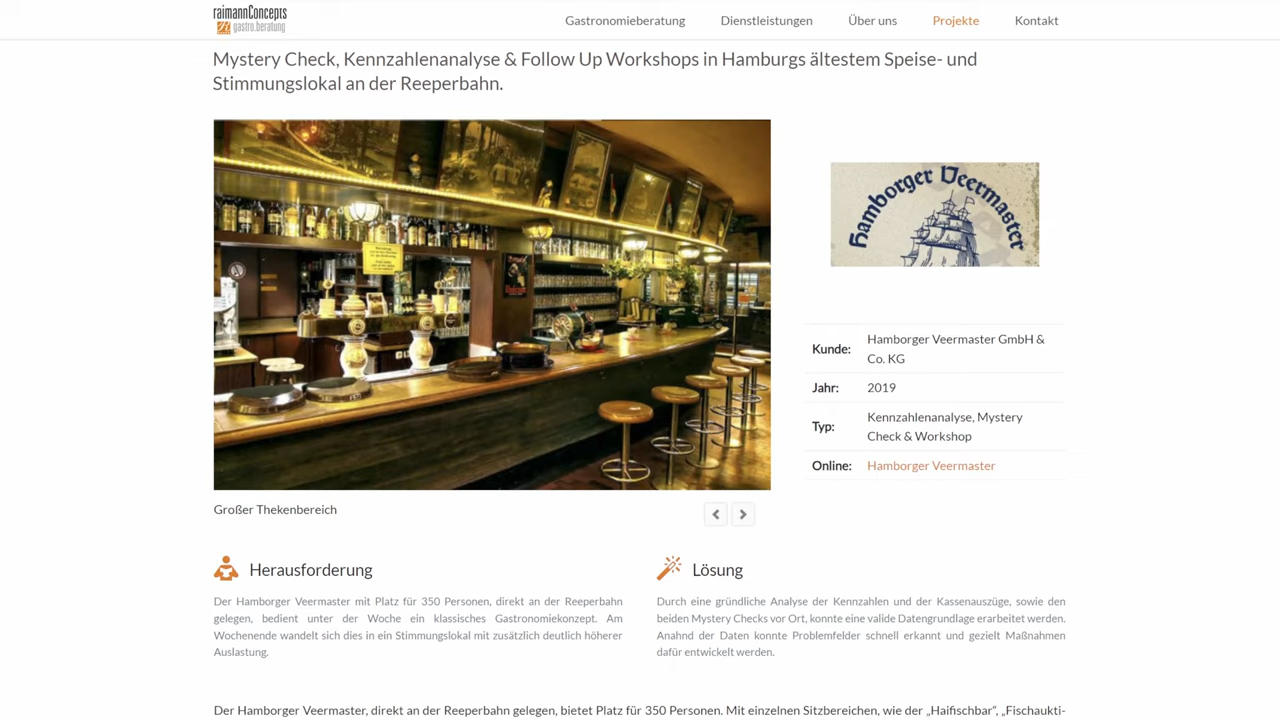 raimannConcepts
gastro.beratung
Gastronomieberatung Dienstleistungen Über uns Projekte Kontakt
Mystery Check, Kennzahlenanalyse & Follow Up Workshops in Hamburgs ältestem Speise- und
Stimmungslokal an der Reeperbahn.
Hamborger Veermaster
Kunde: Hamborger Veermaster GmbH &
Co. KG
Jahr: 2019
Typ: Kennzahlenanalyse, Mystery
Check & Workshop
Online: Hamborger Veermaster
Großer Thekenbereich
Herausforderung
Der Hamborger Veermaster mit Platz für 350 Personen, direkt an der Reeperbahn
gelegen, bedient unter der Woche ein klassisches Gastronomiekonzept. Am
Wochenende wandelt sich dies in ein Stimmungslokal mit zusätzlich deutlich höherer
Auslastung.
Lösung
Durch eine gründliche Analyse der Kennzahlen und der Kassenauszüge, sowie den
beiden Mystery Checks vor Ort, konnte eine valide Datengrundlage erarbeitet werden.
Anahnd der Daten konnte Problemfelder schnell erkannt und gezielt Maßnahmen
dafür entwickelt werden.
Der Hamborger Veermaster, direkt an der Reeperbahn gelegen, bietet Platz für 350 Personen. Mit einzelnen Sitzbereichen, wie der „Haifischbar“, „Fischaukti-